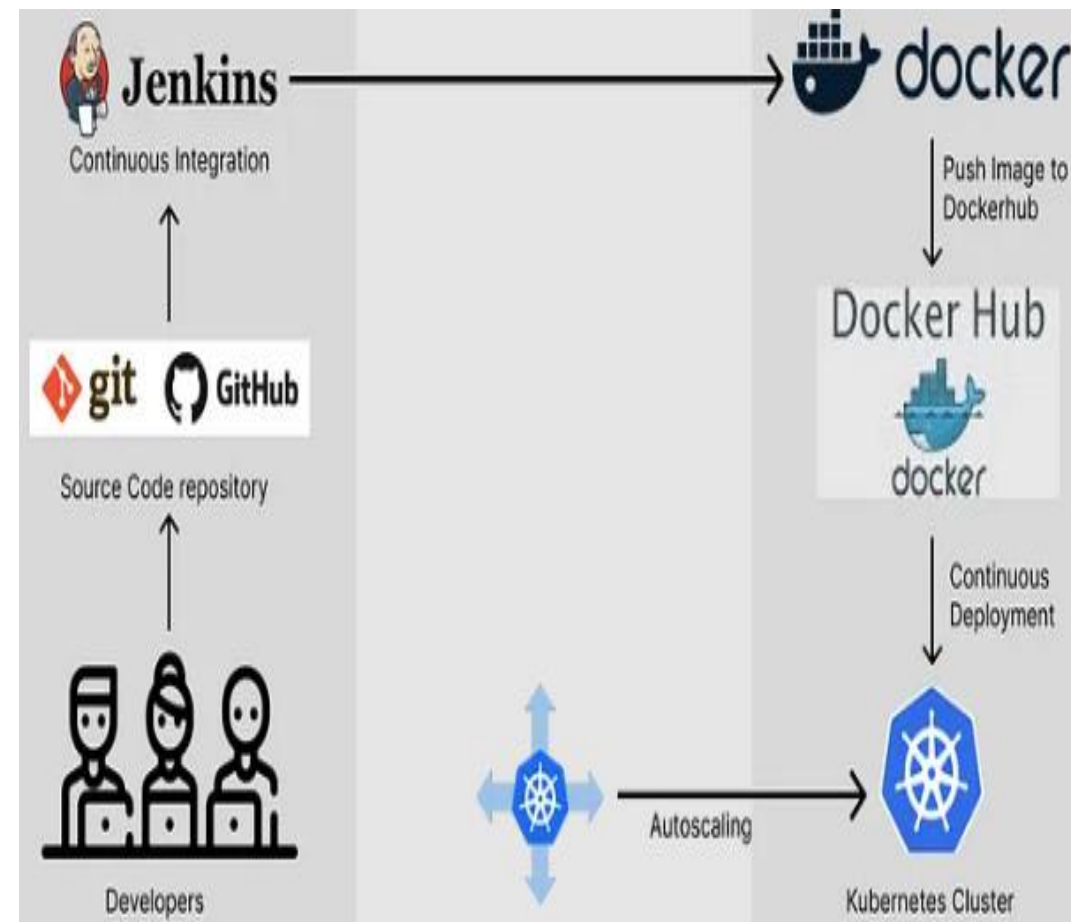 Jenkins
Continuous Integration
docker
Push Image to
Dockerhub
git GitHub
Source Code repository
Docker Hub
docker
Continuous
Deployment
Autoscaling
Developers
Kubernetes Cluster